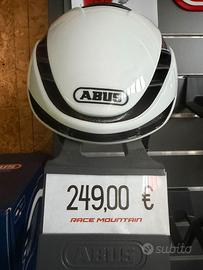 ABUS
249,00 €
RACE MOUNTAIN
ABUS
subito